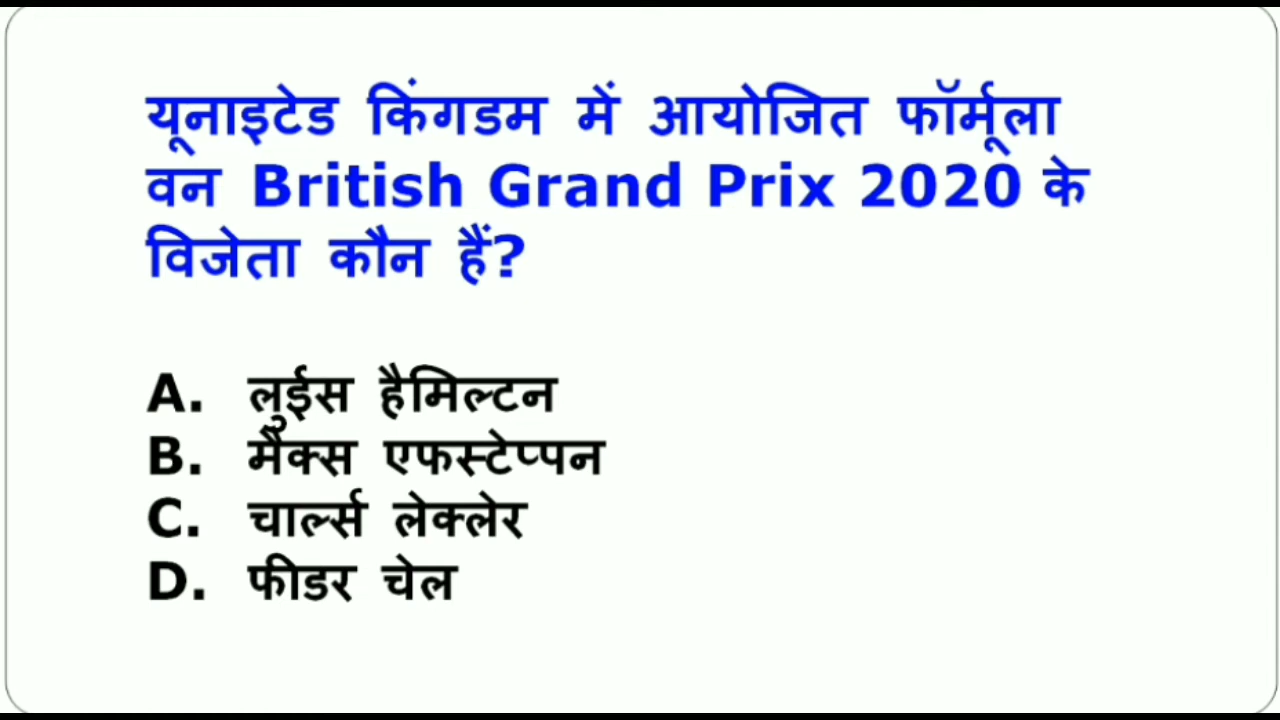 यूनाइटेड किंगडम में आयोजित फॉर्मूला
वन British Grand Prix 2020 के
विजेता कौन हैं?
A. लुईस हैमिल्टन
B. मैक्स एफस्टेप्पन
C. चार्ल्स लेक्लेर
D. फीडर चेल